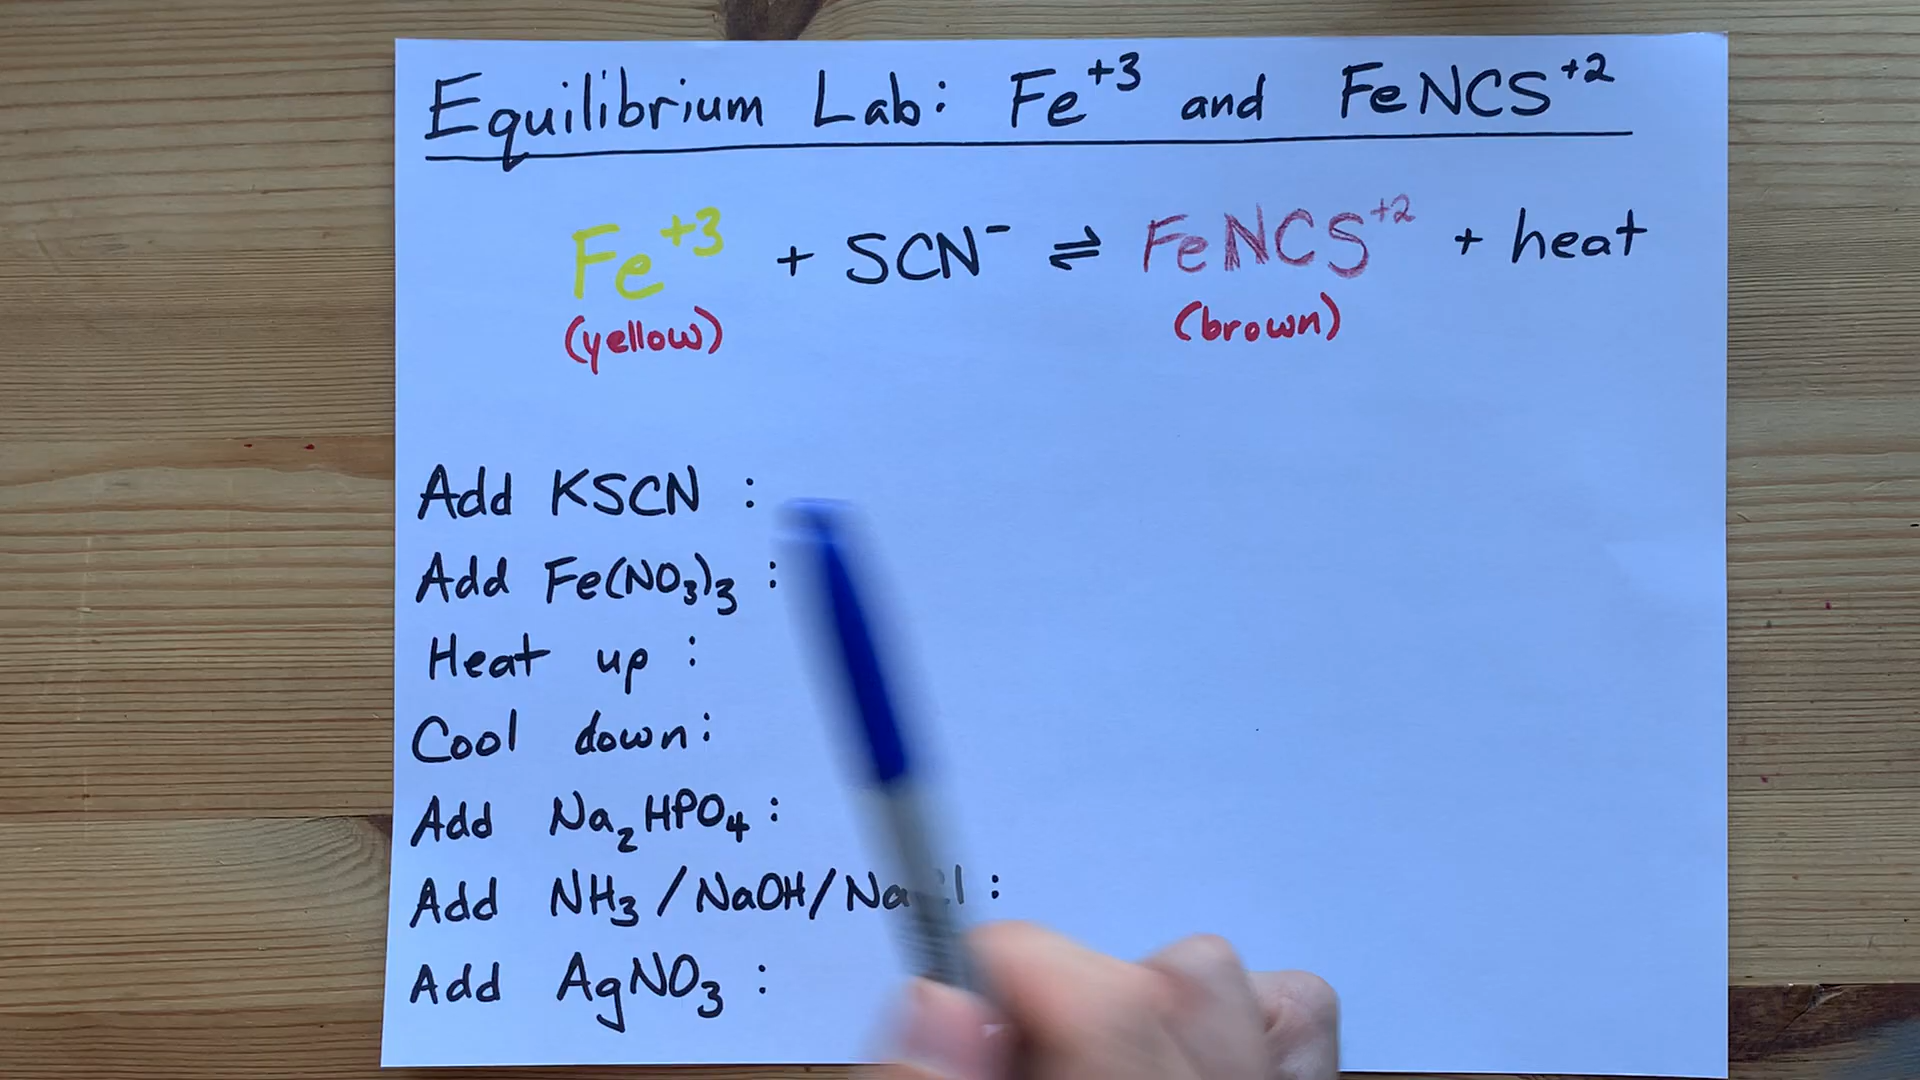 Equilibrium Lab: Fe⁺³ and FeNCS⁺²
Fe⁺³ + SCN⁻ ⇌ FeNCS⁺² + heat
(yellow) (brown)
Add KSCN :
Add Fe(NO₃)₃ :
Heat up :
Cool down:
Add Na₂HPO₄ :
Add NH₃ / NaOH /
Add AgNO₃ :